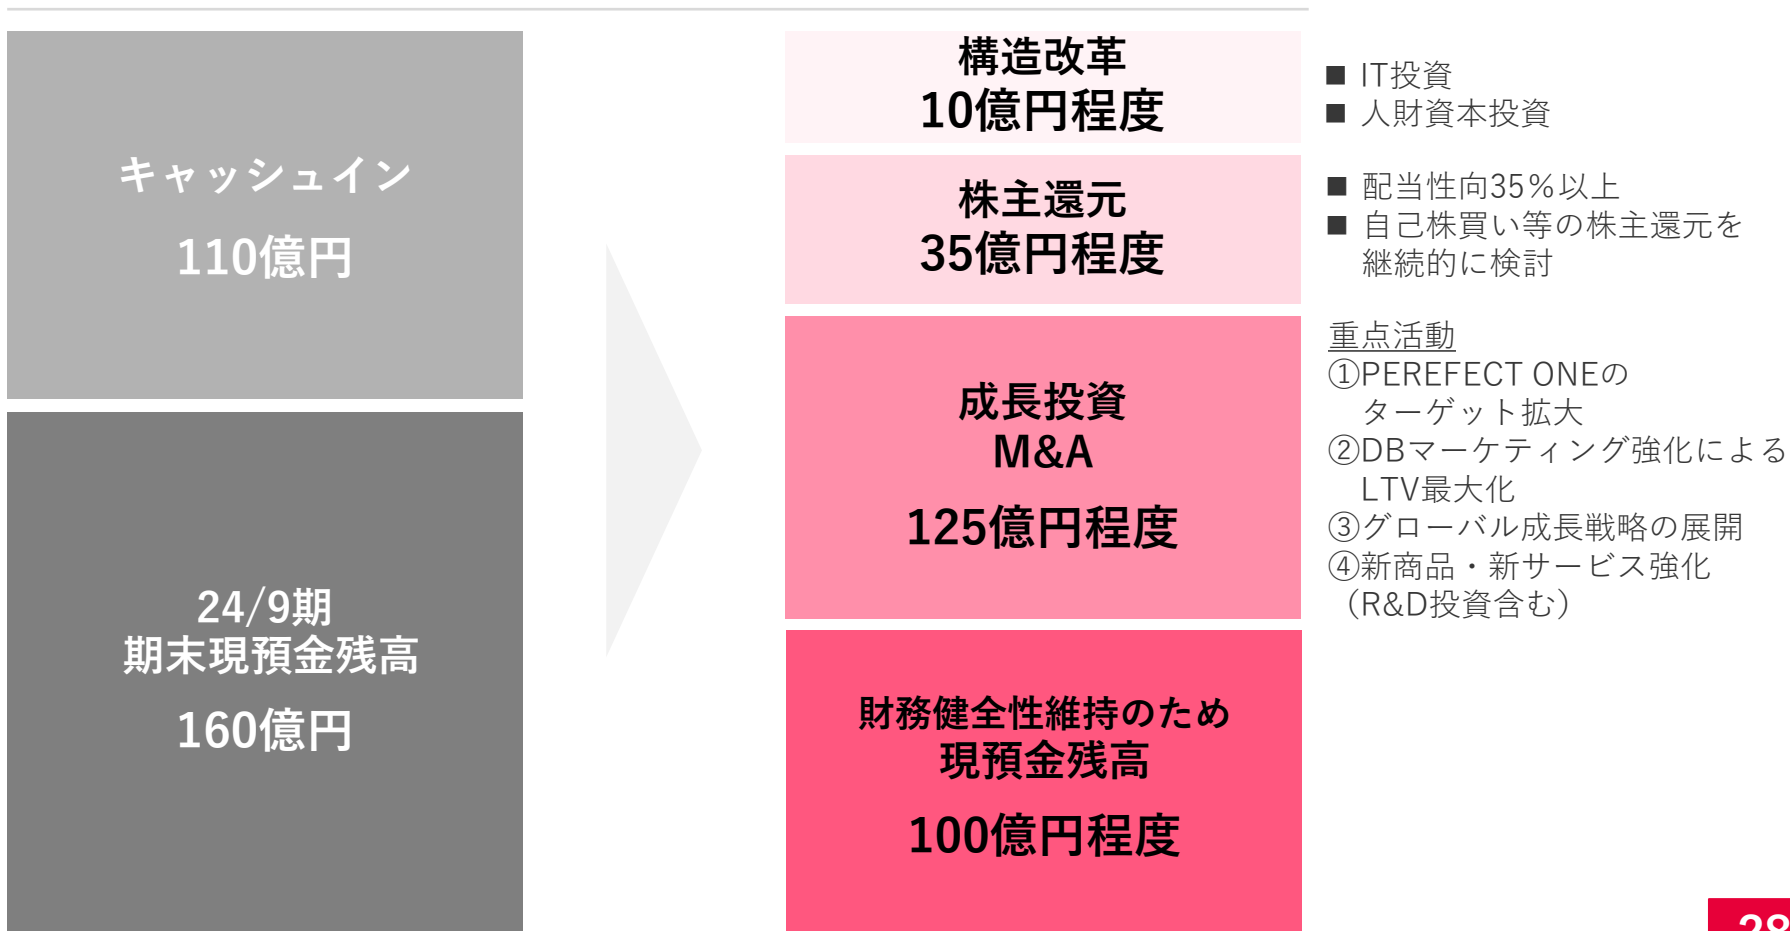 キャッシュイン
110億円
24/9期
期末現預金残高
160億円
構造改革
10億円程度
■ IT投資
■ 人財資本投資
株主還元
35億円程度
■ 配当性向35%以上
■ 自己株買い等の株主還元を
継続的に検討
成長投資
M&A
125億円程度
重点活動
①PEREFECT ONEの
ターゲット拡大
②DBマーケティング強化による
LTV最大化
③グローバル成長戦略の展開
④新商品・新サービス強化
（R&D投資含む）
財務健全性維持のため
現預金残高
100億円程度
28